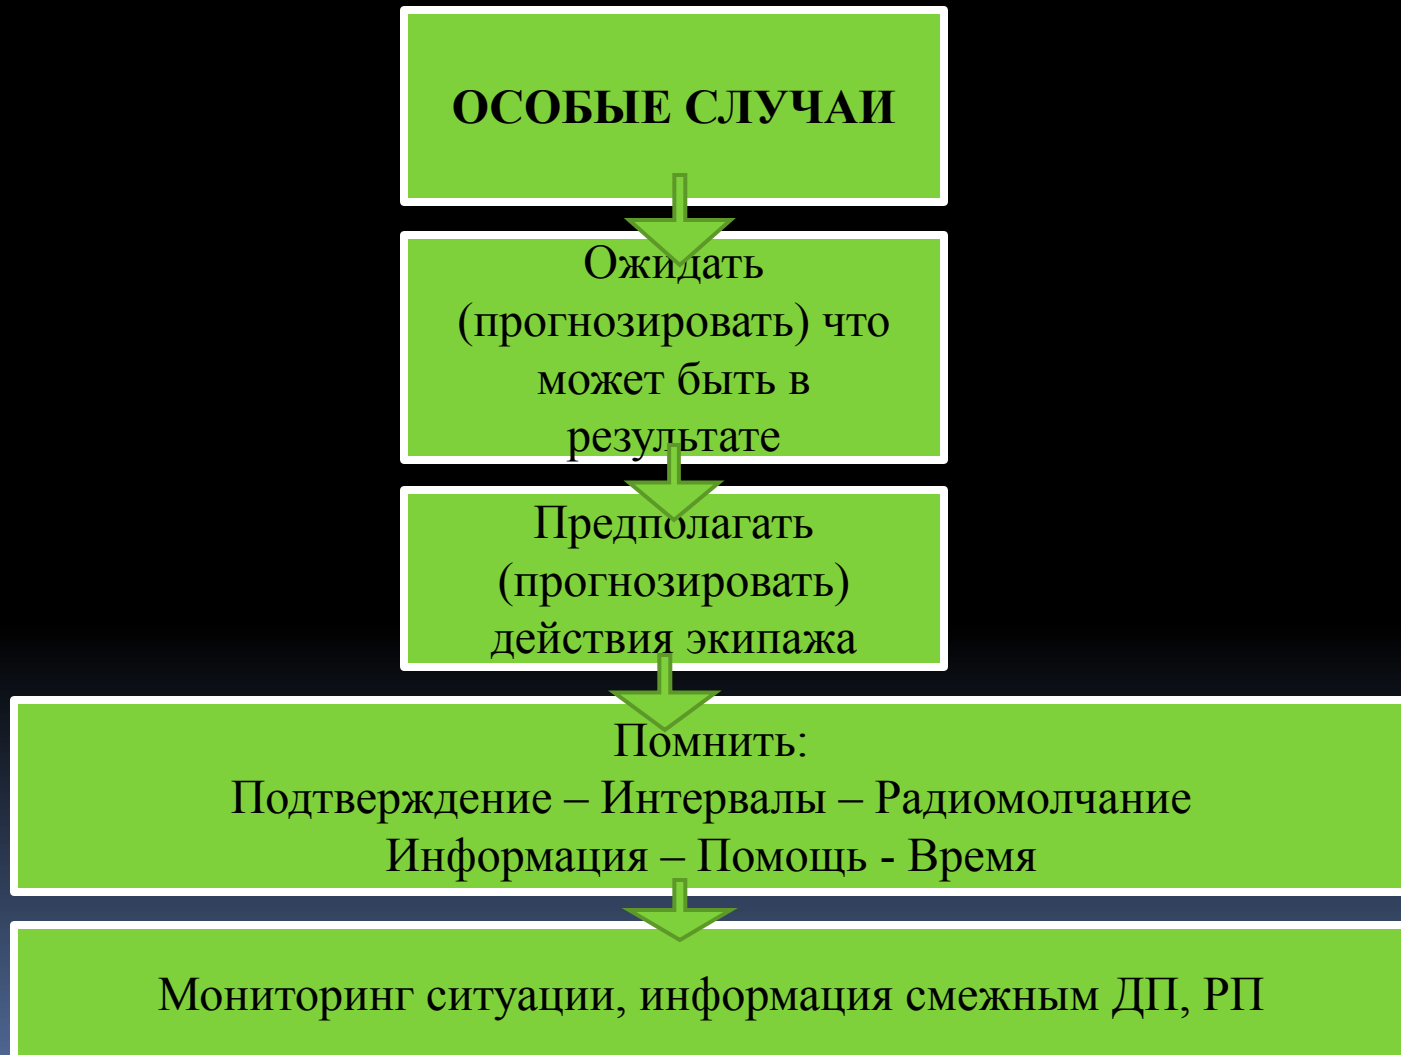 ОСОБЫЕ СЛУЧАИ
Ожидать
(прогнозировать) что
может быть в
результате
Предполагать
(прогнозировать)
действия экипажа
Помнить:
Подтверждение – Интервалы – Радиомолчание
Информация – Помощь - Время
Мониторинг ситуации, информация смежным ДП, РП